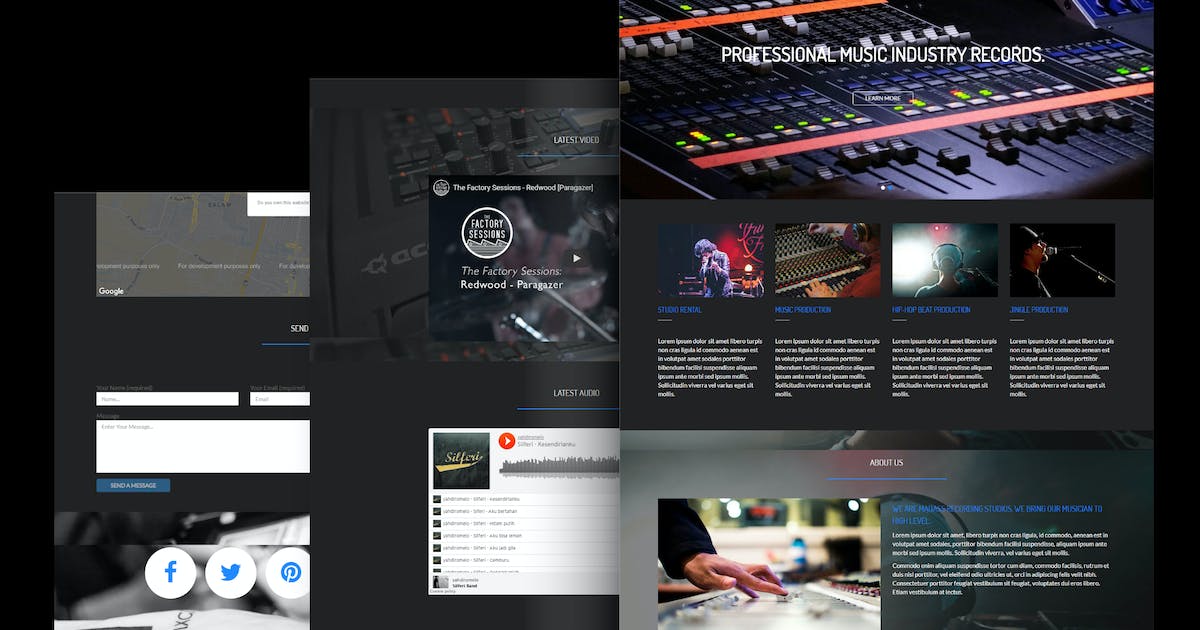 SALAM
Do you own this website
velopment purposes only
For development purposes only
For develo
Google
SEND
Your Name (required)
Name...
Your Email (required)
Email
Message
Enter Your Message...
SEND A MESSAGE
LATEST VIDEO
The Factory Sessions - Redwood [Paragazer]
THE
FACTORY
SESSIONS
The Factory Sessions:
Redwood - Paragazer
LATEST AUDIO
Silferi
yahdiromelo
Silferi - Kesendirianku
yahdiromelo - Silferi - Kesendirianku
yahdiromelo - Silferi - Aku bertahan
yahdiromelo - Silferi - Hitam putih
yahdiromelo - Silferi - Aku bisa lemah
yahdiromelo - Silferi - Aku jadi gila
yahdiromelo - Silferi - Cemburu
yahdiromelo
Silferi Band
Cookie policy
PROFESSIONAL MUSIC INDUSTRY RECORDS.
LEARN MORE
STUDIO RENTAL
Lorem ipsum dolor sit amet libero turpis
non cras ligula id commodo aenean est
in volutpat amet sodales porttitor
bibendum facilisi suspendisse aliquam
ipsum ante morbi sed ipsum mollis.
Sollicitudin viverra vel varius eget sit
mollis.
MUSIC PRODUCTION
Lorem ipsum dolor sit amet libero turpis
non cras ligula id commodo aenean est
in volutpat amet sodales porttitor
bibendum facilisi suspendisse aliquam
ipsum ante morbi sed ipsum mollis.
Sollicitudin viverra vel varius eget sit
mollis.
HIP-HOP BEAT PRODUCTION
Lorem ipsum dolor sit amet libero turpis
non cras ligula id commodo aenean est
in volutpat amet sodales porttitor
bibendum facilisi suspendisse aliquam
ipsum ante morbi sed ipsum mollis.
Sollicitudin viverra vel varius eget sit
mollis.
JINGLE PRODUCTION
Lorem ipsum dolor sit amet libero turpis
non cras ligula id commodo aenean est
in volutpat amet sodales porttitor
bibendum facilisi suspendisse aliquam
ipsum ante morbi sed ipsum mollis.
Sollicitudin viverra vel varius eget sit
mollis.
ABOUT US
WE ARE MAQASS RECORDING STUDIOS. WE BRING OUR MUSICIAN TO
HIGH LEVEL.
Lorem ipsum dolor sit amet libero turpis non cras ligula id commodo, aenean est in
volutpat amet sodales, porttitor bibendum facilisi suspendisse, aliquam ipsum ante
morbi sed ipsum mollis. Sollicitudin viverra, vel varius eget sit mollis.
Commodo enim aliquam suspendisse tortor cum diam, commodo facilisis, rutrum et
duis nisl porttitor, vel eleifend odio ultricies ut, orci in adipiscing felis velit nibh.
Consectetuer porttitor feugiat vestibulum sit feugiat, voluptates dui eros libero.
Etiam vestibulum at lectus.